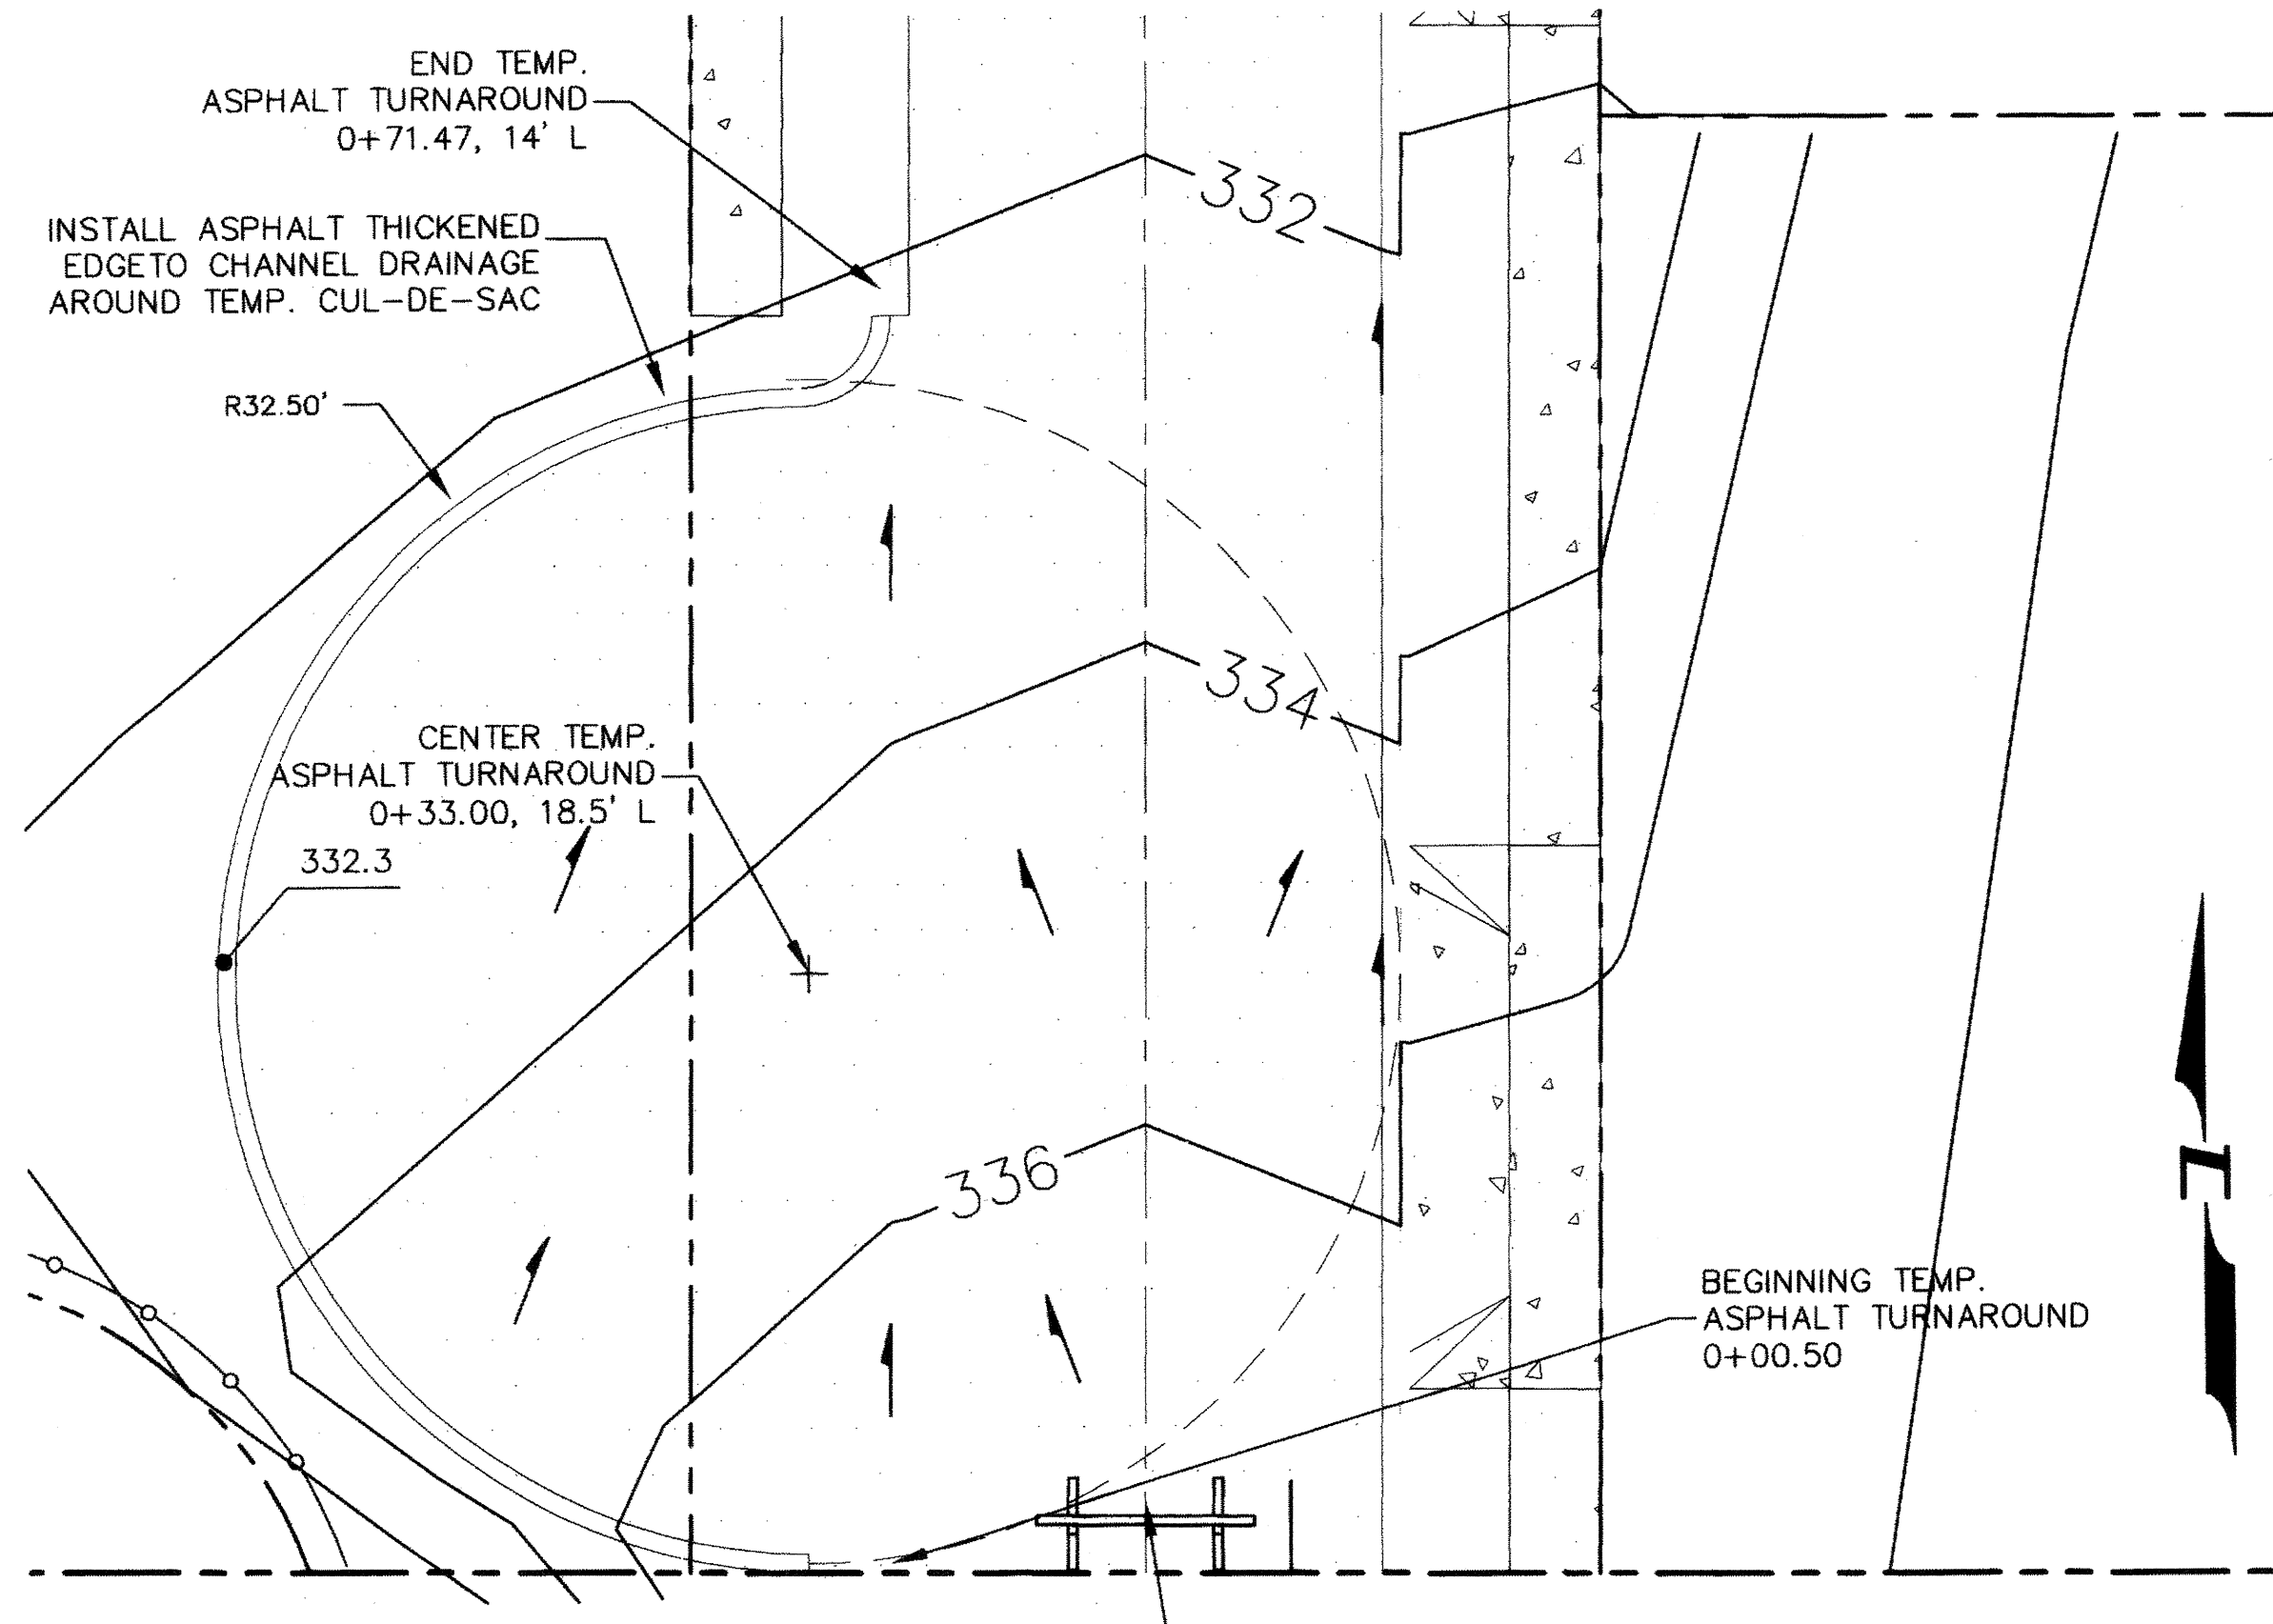 END TEMP.
ASPHALT TURNAROUND
0+71.47, 14' L
332
INSTALL ASPHALT THICKENED
EDGETO CHANNEL DRAINAGE
AROUND TEMP. CUL-DE-SAC
R32.50'
334
CENTER TEMP.
ASPHALT TURNAROUND
0+33.00, 18.5' L
332.3
336
BEGINNING TEMP.
ASPHALT TURNAROUND
0+00.50